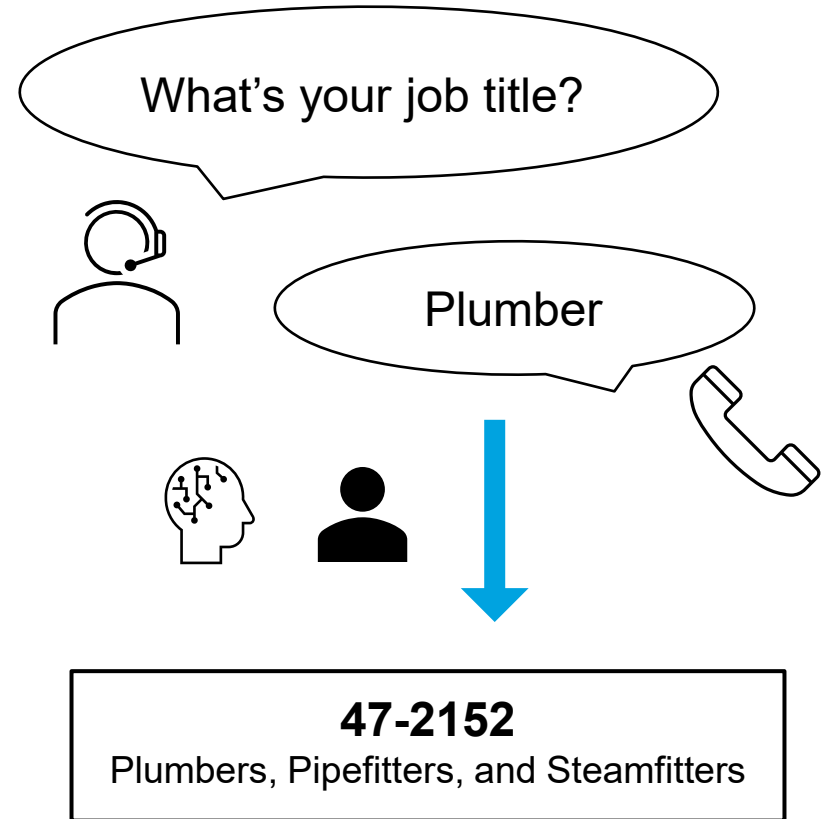 What’s your job title?
Plumber
47-2152
Plumbers, Pipefitters, and Steamfitters